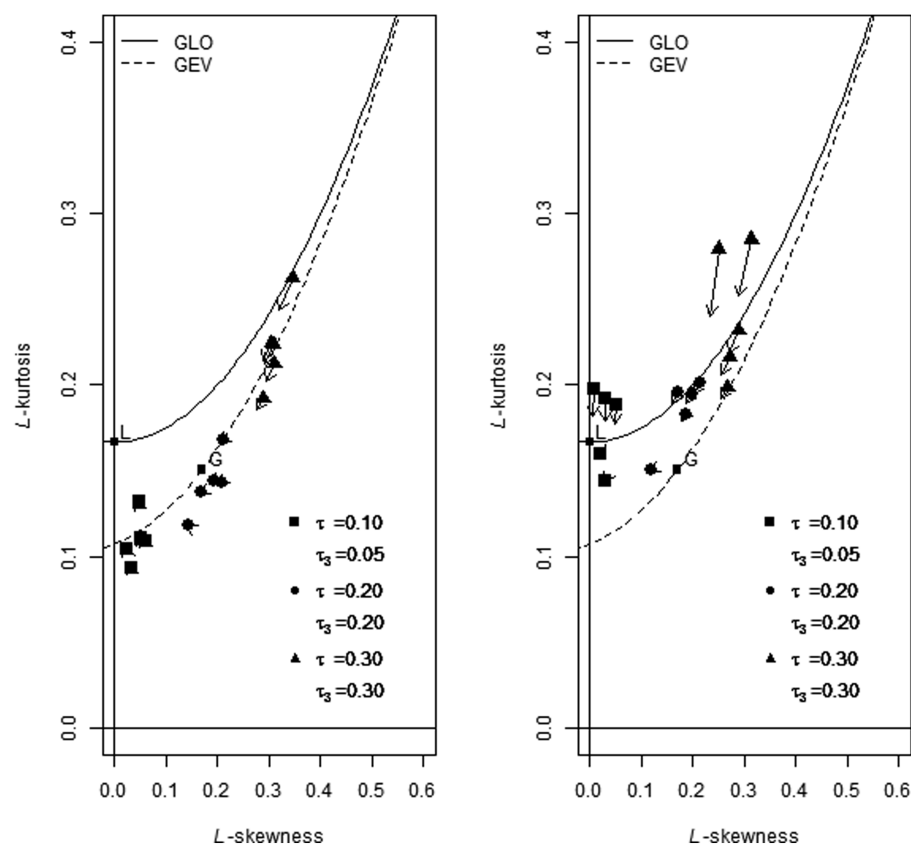 GLO
GEV
0.4
0.3
0.2
0.1
0.0
L-kurtosis
L
G
τ =0.10
τ₃=0.05
τ =0.20
τ₃=0.20
τ =0.30
τ₃=0.30
0.0 0.1 0.2 0.3 0.4 0.5 0.6
L-skewness
GLO
GEV
0.4
0.3
0.2
0.1
0.0
L-kurtosis
L
G
τ =0.10
τ₃=0.05
τ =0.20
τ₃=0.20
τ =0.30
τ₃=0.30
0.0 0.1 0.2 0.3 0.4 0.5 0.6
L-skewness